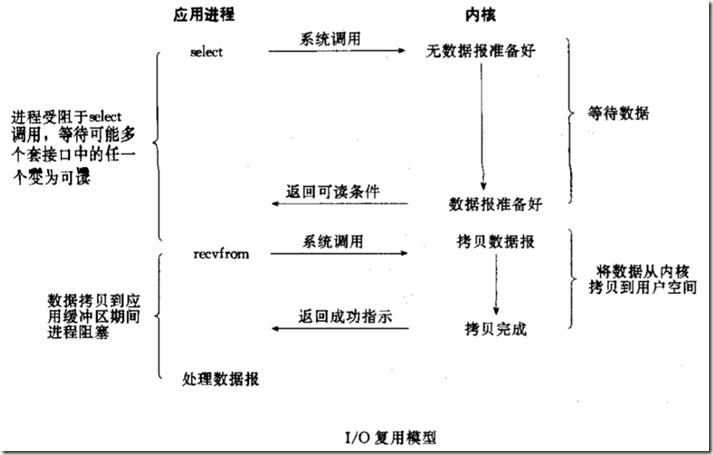 应用进程
内核
select
系统调用
无数据报准备好
进程受阻于select
调用，等待可能多
个套接口中的任一
个变为可读
等待数据
返回可读条件
数据报准备好
recvfrom
系统调用
拷贝数据报
数据拷贝到应
用缓冲区期间
进程阻塞
将数据从内核
拷贝到用户空间
返回成功指示
拷贝完成
处理数据报
I/O 复用模型